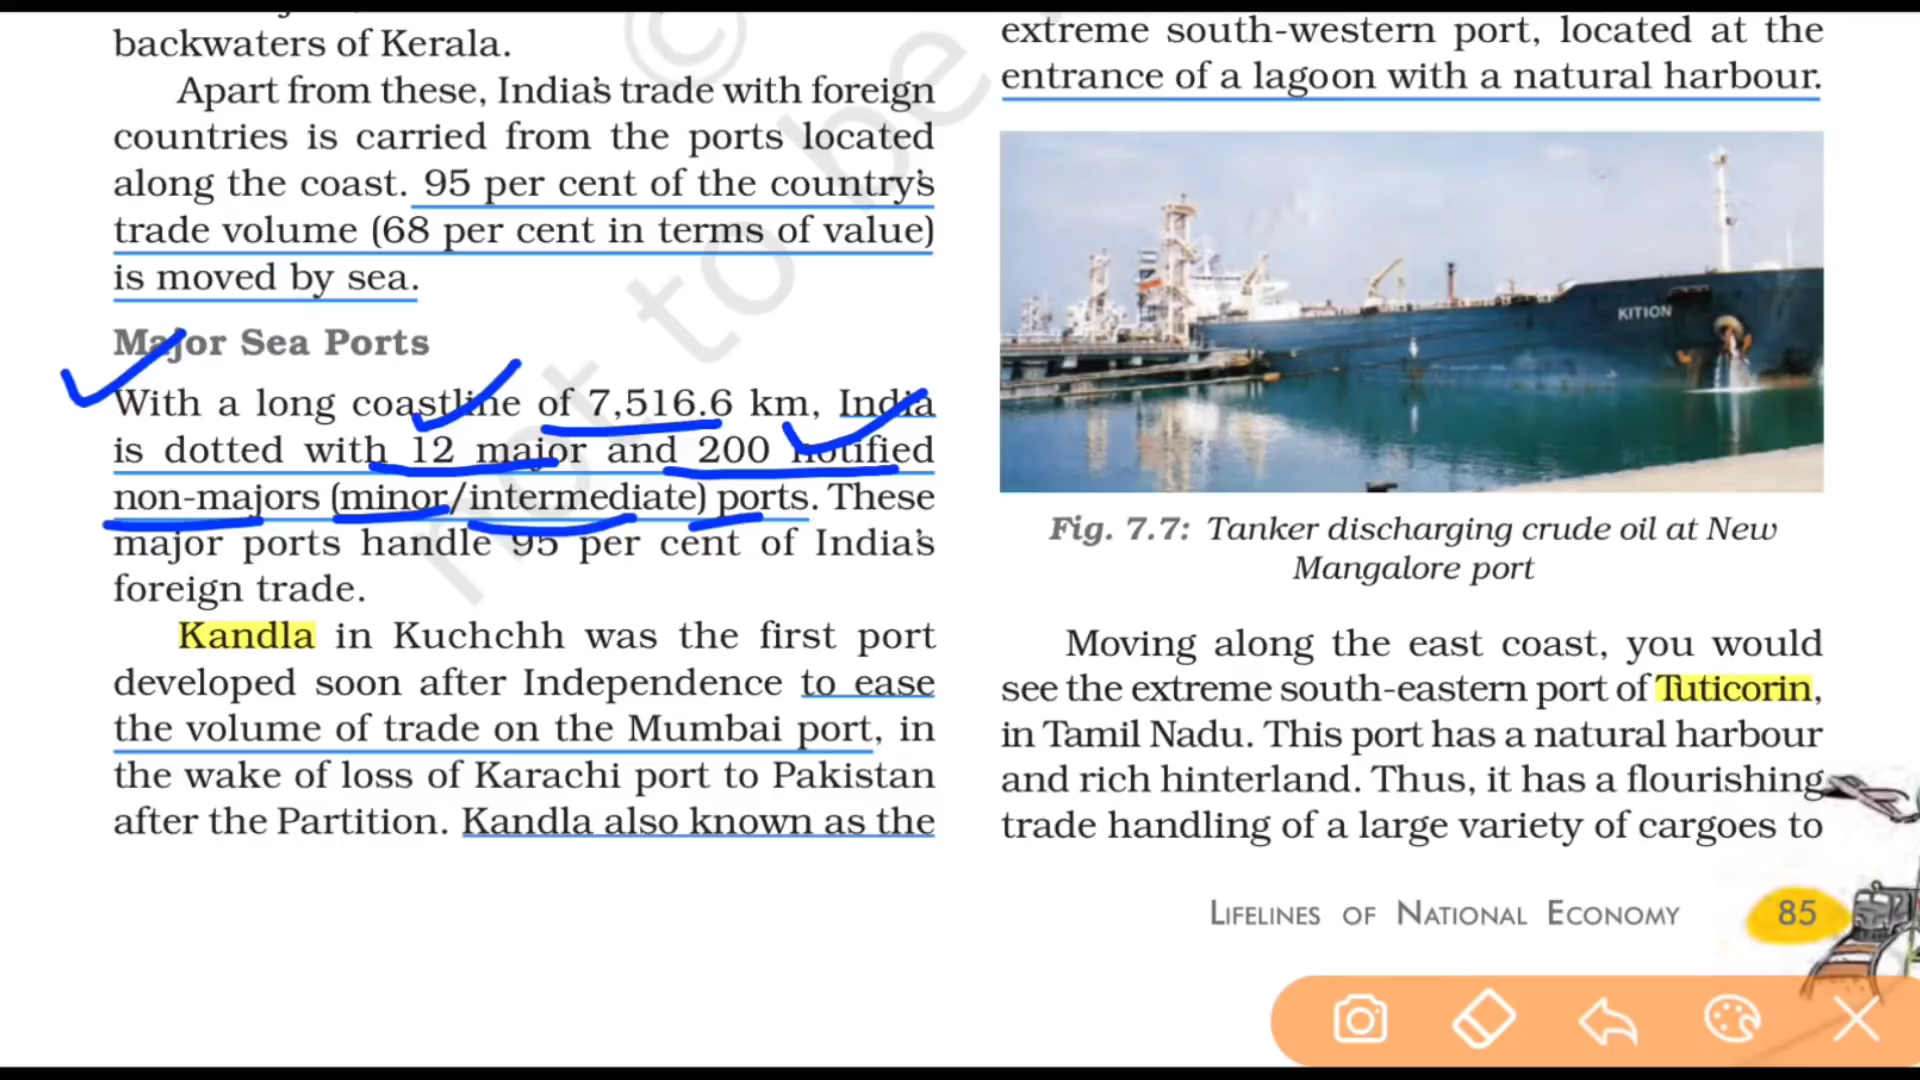 backwaters of Kerala.
Apart from these, India's trade with foreign
countries is carried from the ports located
along the coast. 95 per cent of the country's
trade volume (68 per cent in terms of value)
is moved by sea.
Major Sea Ports
With a long coastline of 7,516.6 km, India
is dotted with 12 major and 200 notified
non-majors (minor/intermediate) ports. These
major ports handle 95 per cent of India's
foreign trade.
Kandla in Kuchchh was the first port
developed soon after Independence to ease
the volume of trade on the Mumbai port, in
the wake of loss of Karachi port to Pakistan
after the Partition. Kandla also known as the
extreme south-western port, located at the
entrance of a lagoon with a natural harbour.
KITION
Fig. 7.7: Tanker discharging crude oil at New
Mangalore port
Moving along the east coast, you would
see the extreme south-eastern port of Tuticorin,
in Tamil Nadu. This port has a natural harbour
and rich hinterland. Thus, it has a flourishing
trade handling of a large variety of cargoes to
LIFELINES OF NATIONAL ECONOMY 85
© not to be